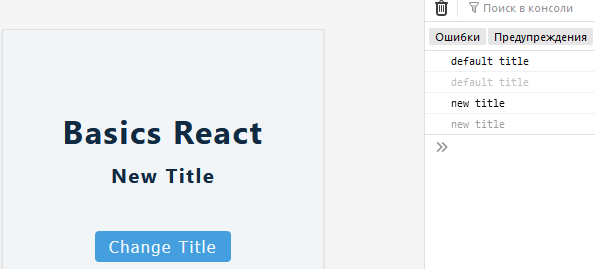 Поиск в консоли
Ошибки Предупреждения
default title
default title
new title
new title
Basics React
New Title
Change Title